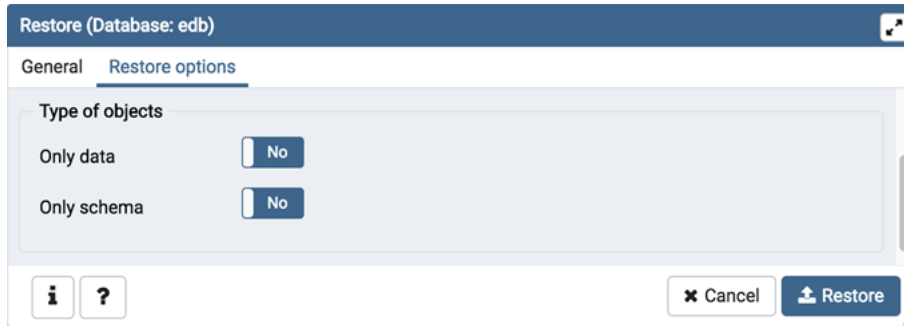 Restore (Database: edb)
General Restore options
Type of objects
Only data No
Only schema No
i ? Cancel Restore